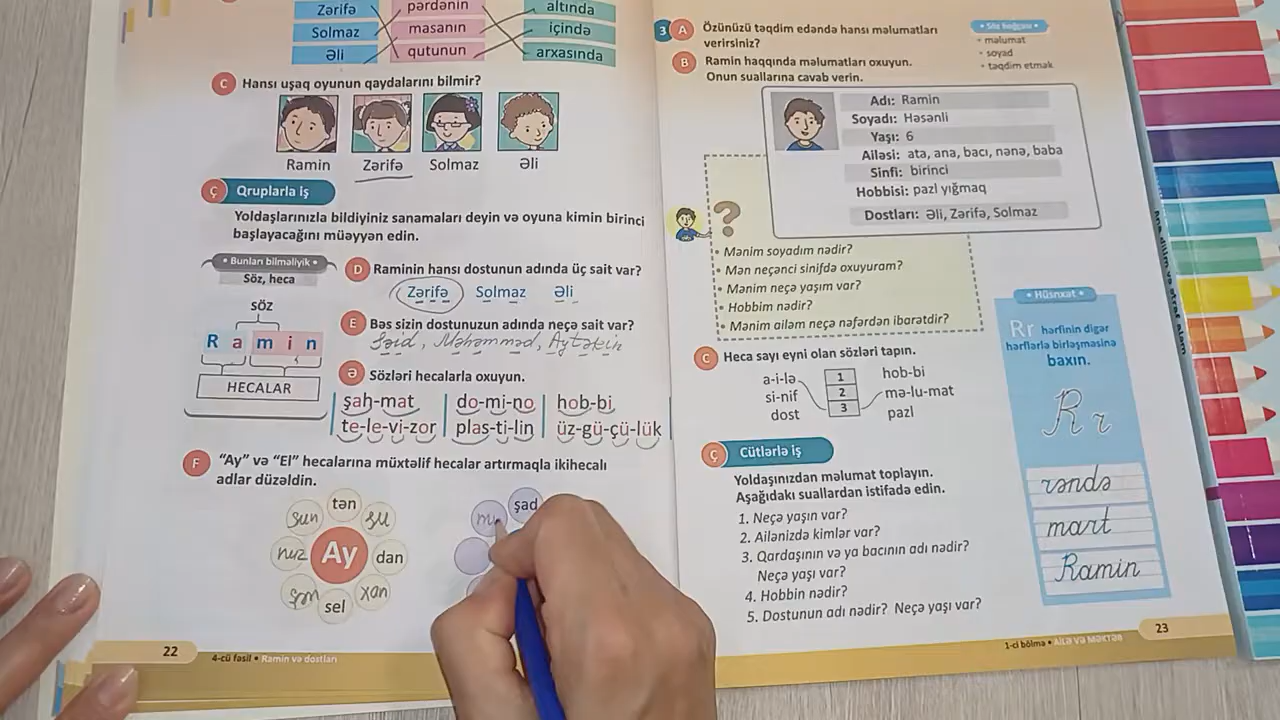 Zərifə pərdənin altında
Solmaz masanın içində
Əli qutunun arxasında
C Hansı uşaq oyunun qaydalarını bilmir?
Ramin Zərifə Solmaz Əli
Ç Qruplarla iş
Yoldaşlarınızla bildiyiniz sanamaları deyin və oyuna kimin birinci
başlayacağını müəyyən edin.
• Bunları bilməliyik •
Söz, heca
söz
R a m i n
HECALAR
D Raminin hansı dostunun adında üç sait var?
Zərifə Solmaz Əli
E Bəs sizin dostunuzun adında neçə sait var?
Səid, Məhəmməd, Aytəkin
Ə Sözləri hecalarla oxuyun.
şah-mat do-mi-no hob-bi
te-le-vi-zor plas-ti-lin üz-gü-çü-lük
F "Ay" və "El" hecalarına müxtəlif hecalar artırmaqla ikihecalı
adlar düzəldin.
tən
sun şu
nuz Ay dan
xan
sel
şad
nu
22 4-cü fəsil • Ramin və dostları
3 A Özünüzü təqdim edəndə hansı məlumatları
verirsiniz?
• Söz boğçası •
• məlumat
• soyad
• təqdim etmək
B Ramin haqqında məlumatları oxuyun.
Onun suallarına cavab verin.
Adı: Ramin
Soyadı: Həsənli
Yaşı: 6
Ailəsi: ata, ana, bacı, nənə, baba
Sinfi: birinci
Hobbisi: pazl yığmaq
Dostları: Əli, Zərifə, Solmaz
?
• Mənim soyadım nədir?
• Mən neçənci sinifdə oxuyuram?
• Mənim neçə yaşım var?
• Hobbim nədir?
• Mənim ailəm neçə nəfərdən ibarətdir?
C Heca sayı eyni olan sözləri tapın.
a-i-lə 1 hob-bi
si-nif 2 mə-lu-mat
dost 3 pazl
Ç Cütlərlə iş
Yoldaşınızdan məlumat toplayın.
Aşağıdakı suallardan istifadə edin.
1. Neçə yaşın var?
2. Ailənizdə kimlər var?
3. Qardaşının və ya bacının adı nədir?
Neçə yaşı var?
4. Hobbin nədir?
5. Dostunun adı nədir? Neçə yaşı var?
• Hüsnxət •
Rr hərfinin digər
hərflərlə birləşməsinə
baxın.
R r
rəndə
mart
Ramin
1-ci bölmə • AİLƏ VƏ MƏKTƏB 23